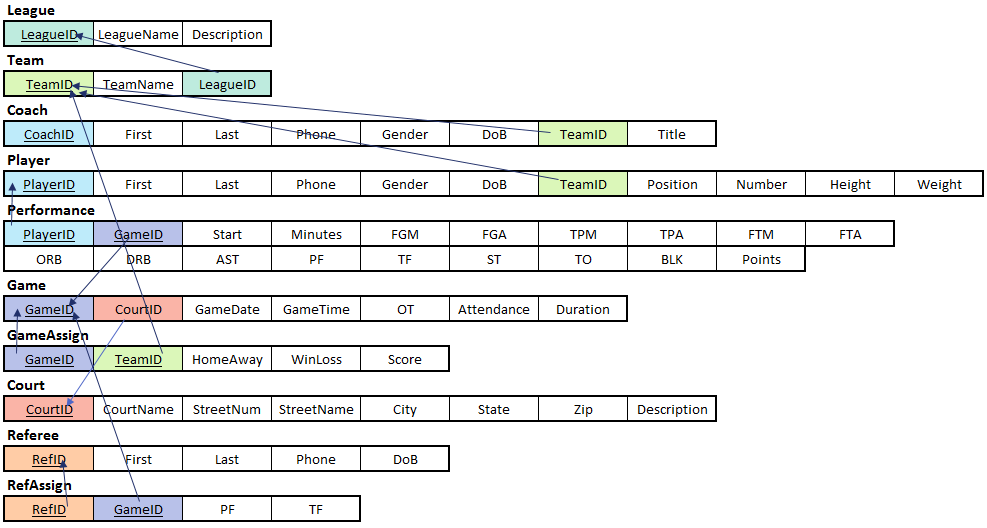 League
LeagueID LeagueName Description
Team
TeamID TeamName LeagueID
Coach
CoachID First Last Phone Gender DoB TeamID Title
Player
PlayerID First Last Phone Gender DoB TeamID Position Number Height Weight
Performance
PlayerID GameID Start Minutes FGM FGA TPM TPA FTM FTA
ORB DRB AST PF TF ST TO BLK Points
Game
GameID CourtID GameDate GameTime OT Attendance Duration
GameAssign
GameID TeamID HomeAway WinLoss Score
Court
CourtID CourtName StreetNum StreetName City State Zip Description
Referee
RefID First Last Phone DoB
RefAssign
RefID GameID PF TF